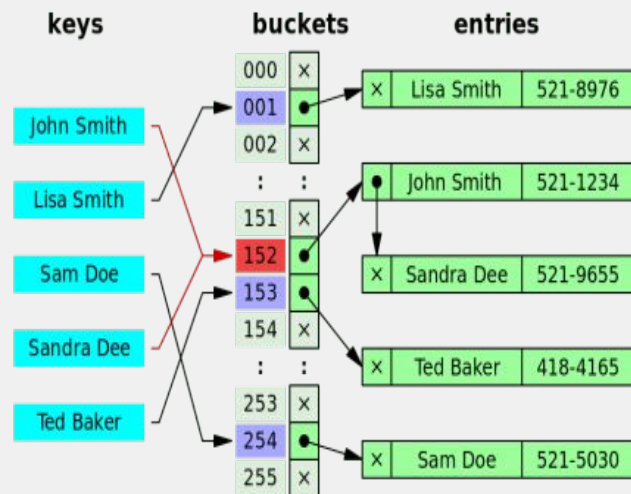 keys
buckets
entries
John Smith
Lisa Smith
Sam Doe
Sandra Dee
Ted Baker
000 x
001
002 x
: :
151 x
152
153
154 x
: :
253 x
254
255 x
x Lisa Smith 521-8976
John Smith 521-1234
x Sandra Dee 521-9655
x Ted Baker 418-4165
x Sam Doe 521-5030